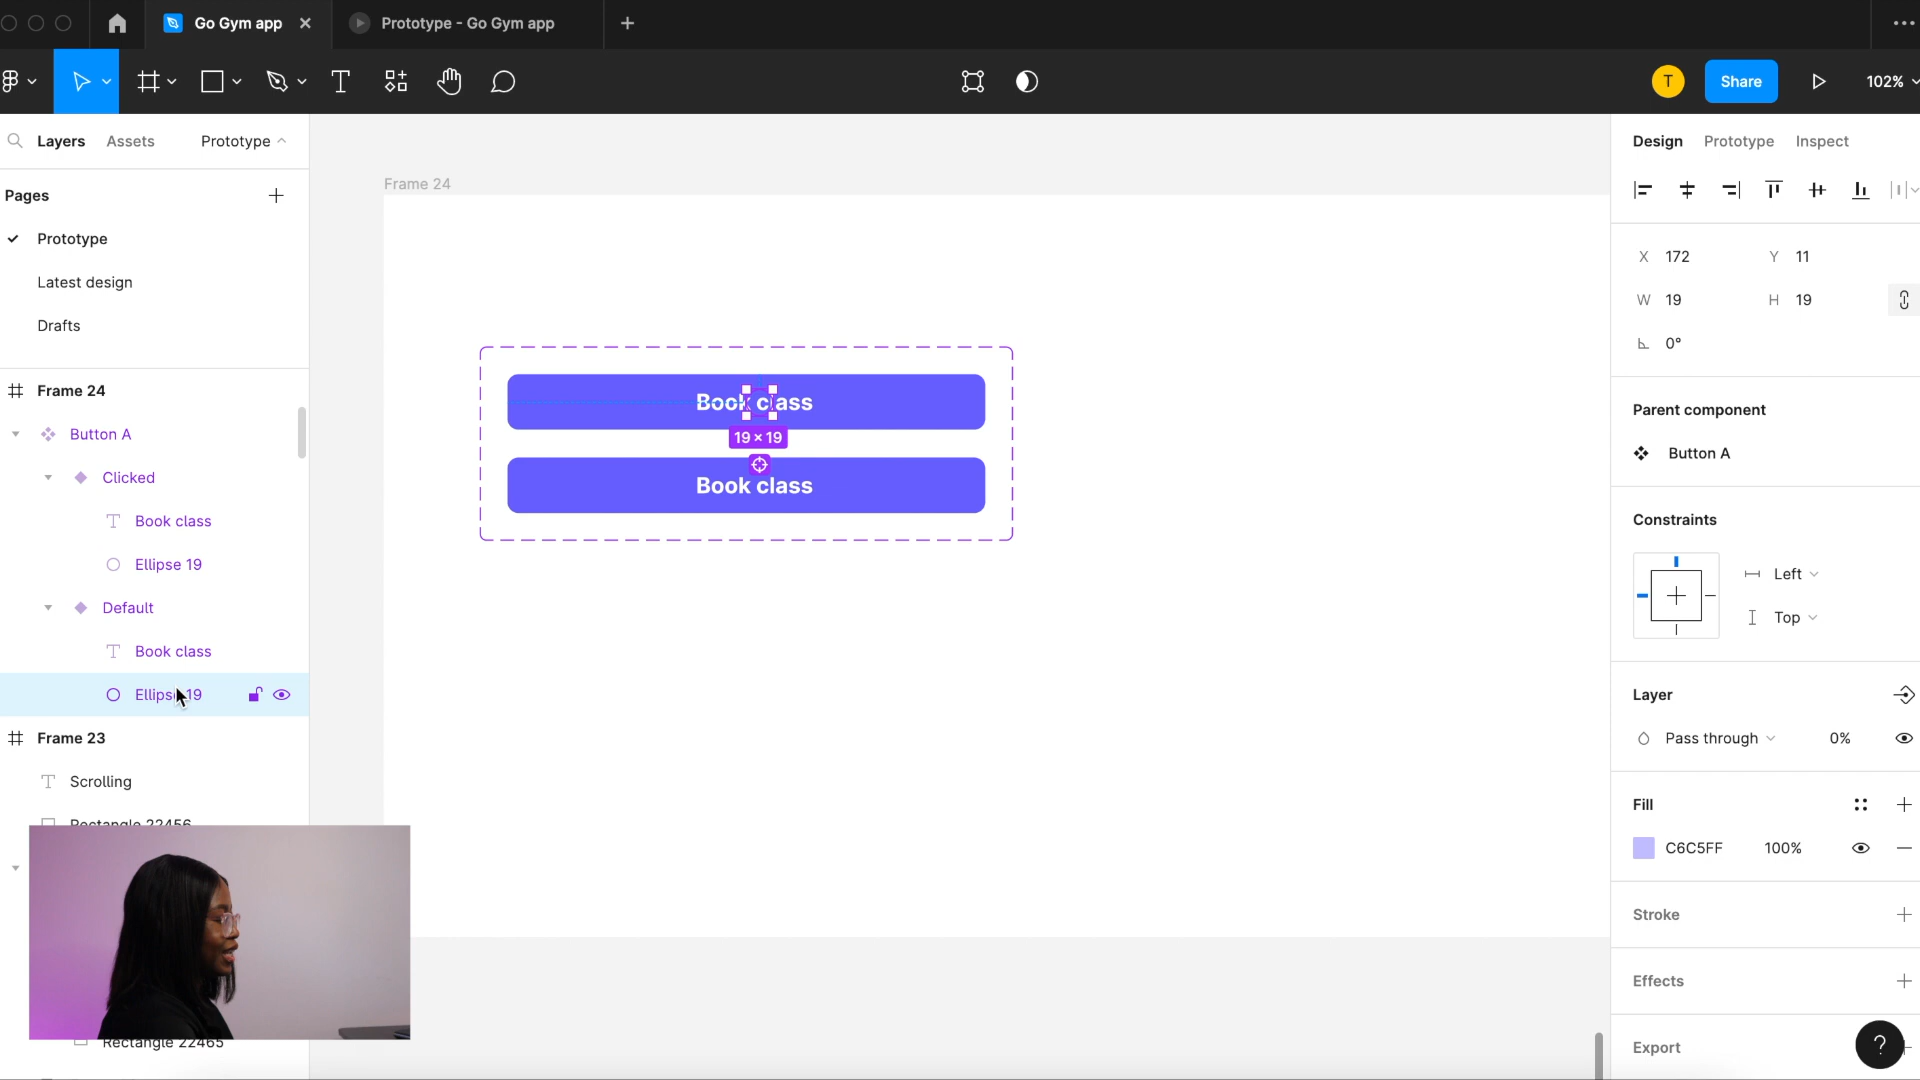 Go Gym app
Prototype - Go Gym app
T
Share
102%
Layers
Assets
Prototype
Pages
Prototype
Latest design
Drafts
Frame 24
Button A
Clicked
Book class
Ellipse 19
Default
Book class
Ellipse 19
Frame 23
Scrolling
Rectangle 22456
Rectangle 22465
Frame 24
Book class
19 × 19
Book class
Design
Prototype
Inspect
X 172
Y 11
W 19
H 19
0°
Parent component
Button A
Constraints
Left
Top
Layer
Pass through
0%
Fill
C6C5FF
100%
Stroke
Effects
Export
?